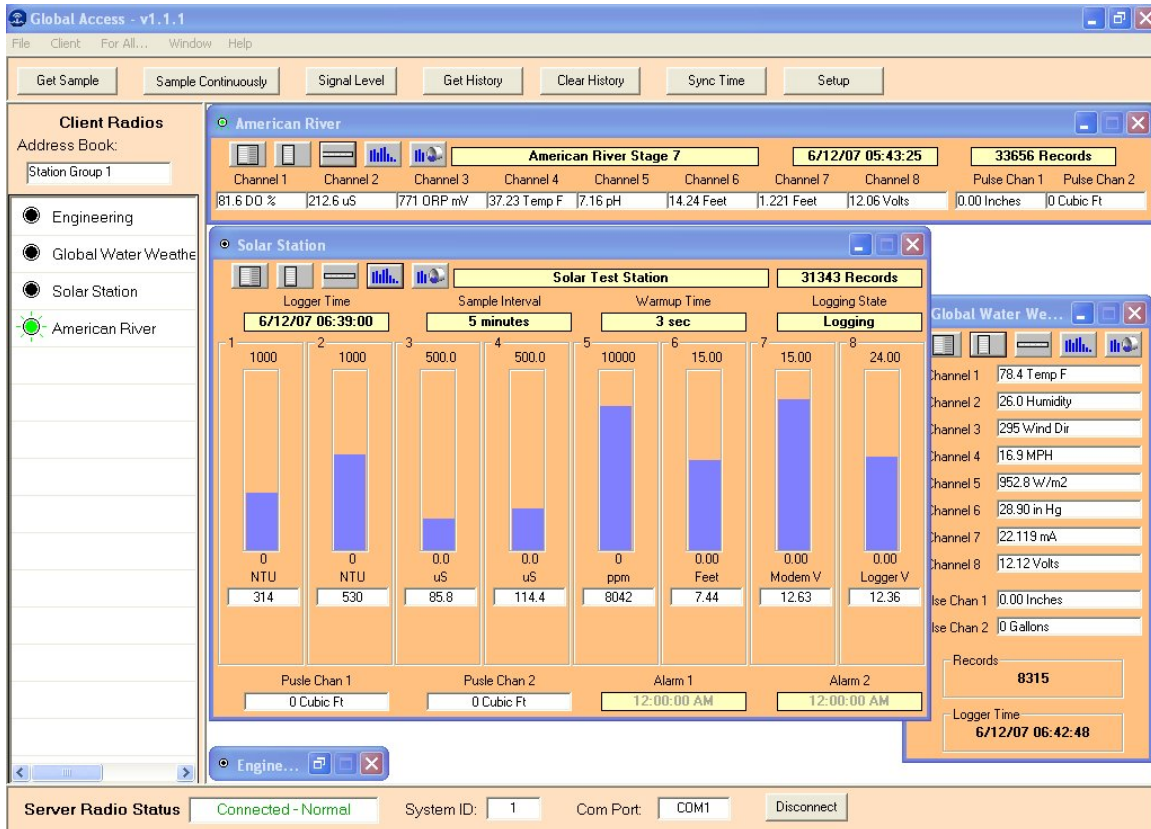 Global Access - v1.1.1
File Client For All... Window Help
Get Sample Sample Continuously Signal Level Get History Clear History Sync Time Setup
Client Radios
Address Book:
Station Group 1
Engineering
Global Water Weathe
Solar Station
American River
American River
American River Stage 7 6/12/07 05:43:25 33656 Records
Channel 1 Channel 2 Channel 3 Channel 4 Channel 5 Channel 6 Channel 7 Channel 8 Pulse Chan 1 Pulse Chan 2
81.6 DO % 212.6 uS 771 ORP mV 37.23 Temp F 7.16 pH 14.24 Feet 1.221 Feet 12.06 Volts 0.00 Inches 0 Cubic Ft
Solar Station
Solar Test Station 31343 Records
Logger Time Sample Interval Warmup Time Logging State
6/12/07 06:39:00 5 minutes 3 sec Logging
1 2 3 4 5 6 7 8
1000 1000 500.0 500.0 10000 15.00 15.00 24.00
0 0 0.0 0.0 0 0.00 0.00 0.00
NTU NTU uS uS ppm Feet Modem V Logger V
314 530 85.8 114.4 8042 7.44 12.63 12.36
Pusle Chan 1 Pusle Chan 2 Alarm 1 Alarm 2
0 Cubic Ft 0 Cubic Ft 12:00:00 AM 12:00:00 AM
Global Water We...
Channel 1 78.4 Temp F
Channel 2 26.0 Humidity
Channel 3 295 Wind Dir
Channel 4 16.9 MPH
Channel 5 952.8 W/m2
Channel 6 28.90 in Hg
Channel 7 22.119 mA
Channel 8 12.12 Volts
lse Chan 1 0.00 Inches
lse Chan 2 0 Gallons
Records
8315
Logger Time
6/12/07 06:42:48
Engine...
Server Radio Status Connected - Normal System ID: 1 Com Port: COM1 Disconnect